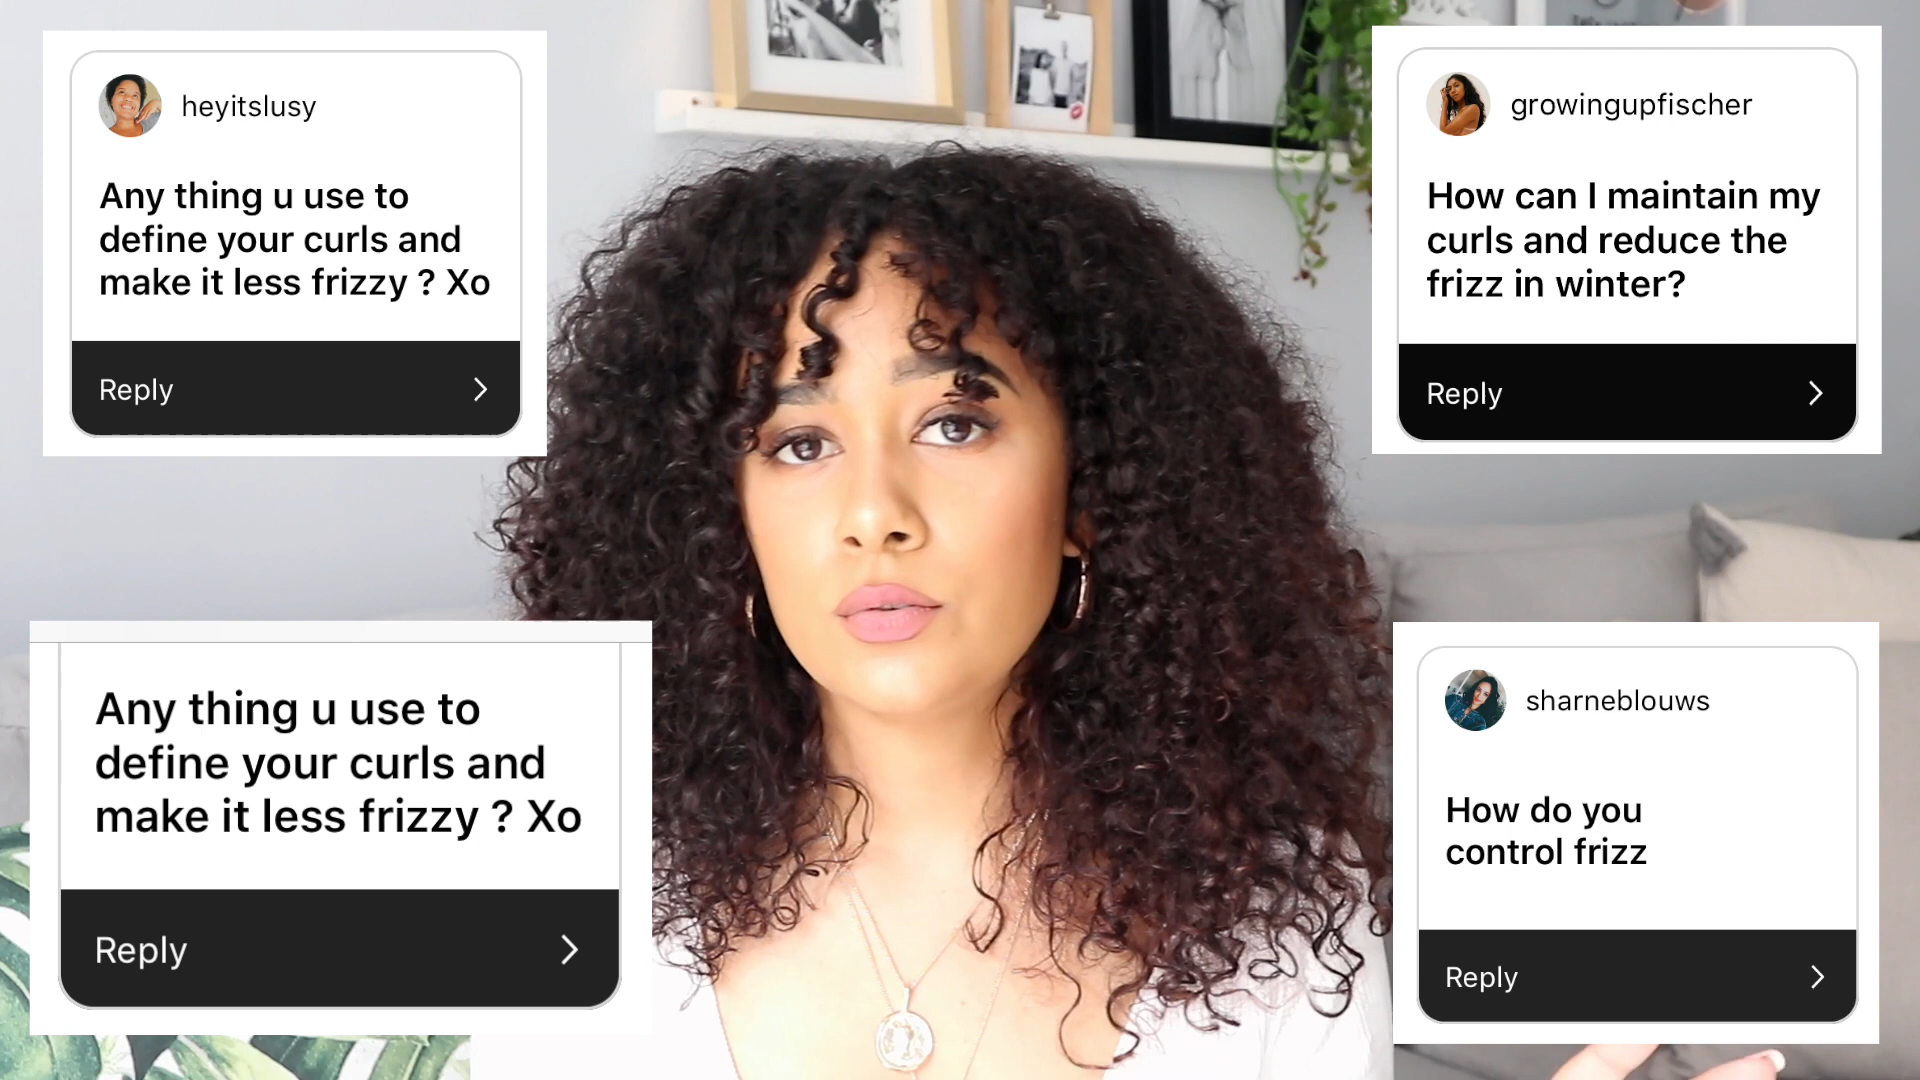 heyitslusy
Any thing u use to
define your curls and
make it less frizzy ? Xo
Reply
growingupfischer
How can I maintain my
curls and reduce the
frizz in winter?
Reply
Any thing u use to
define your curls and
make it less frizzy ? Xo
Reply
sharneblouws
How do you
control frizz
Reply